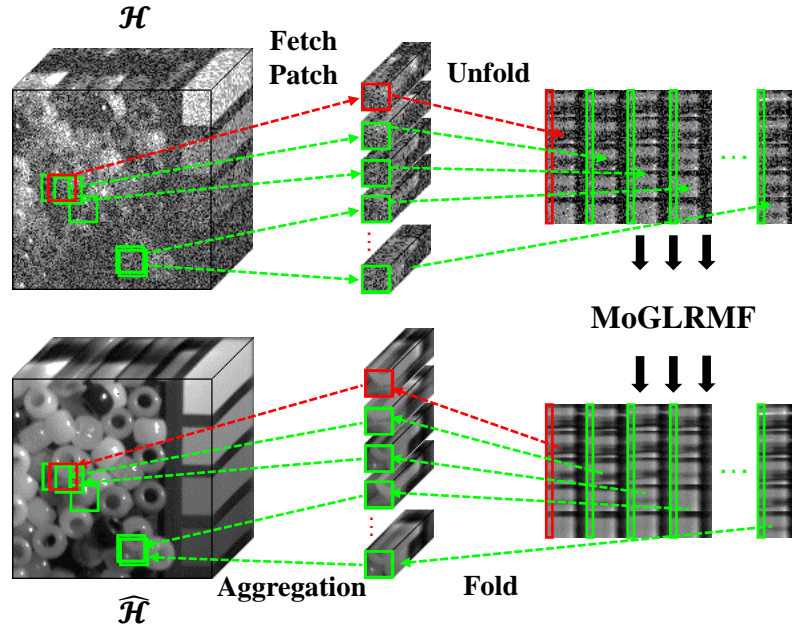 𝓗
Fetch
Patch
Unfold
...
MoGLRMF
...
Aggregation
Fold
𝓗̂